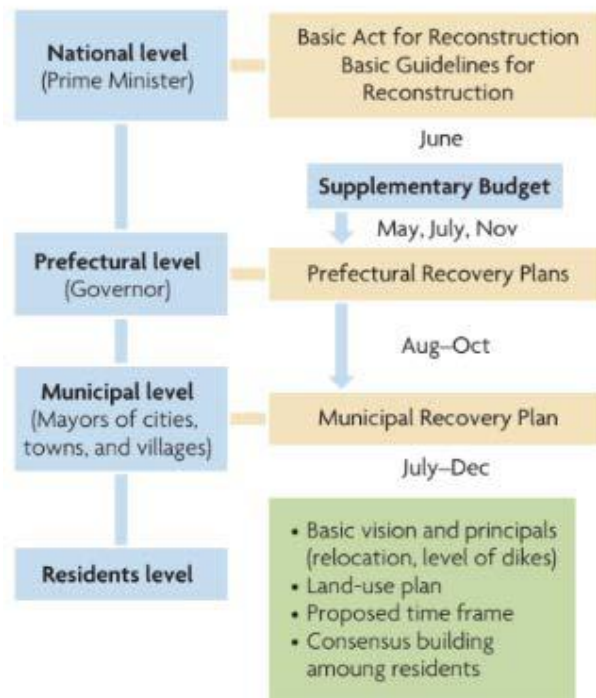 National level
(Prime Minister)
Basic Act for Reconstruction
Basic Guidelines for
Reconstruction
June
Supplementary Budget
May, July, Nov
Prefectural level
(Governor)
Prefectural Recovery Plans
Aug–Oct
Municipal level
(Mayors of cities,
towns, and villages)
Municipal Recovery Plan
July–Dec
Residents level
• Basic vision and principals
(relocation, level of dikes)
• Land-use plan
• Proposed time frame
• Consensus building
amoung residents